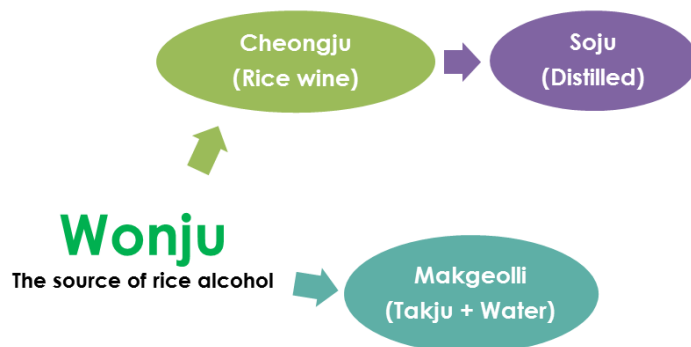 Cheongju
(Rice wine)
Soju
(Distilled)
Wonju
The source of rice alcohol
Makgeolli
(Takju + Water)